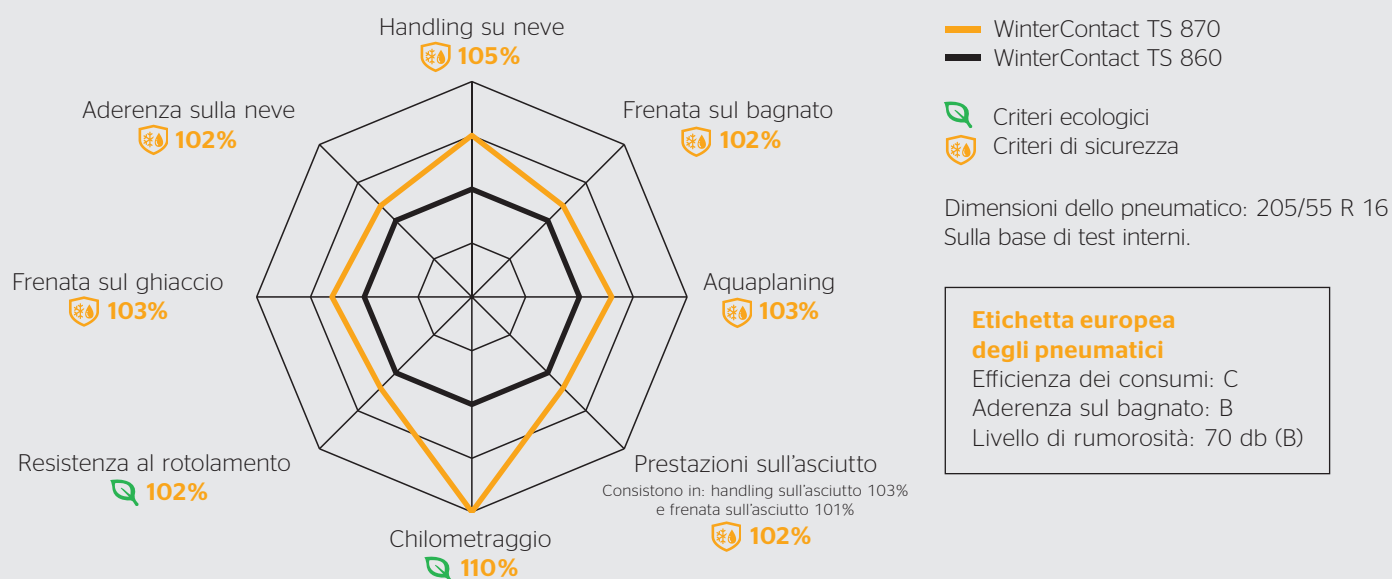 Handling su neve
105%
Aderenza sulla neve
102%
Frenata sul bagnato
102%
Frenata sul ghiaccio
103%
Aquaplaning
103%
Resistenza al rotolamento
102%
Prestazioni sull'asciutto
Consistono in: handling sull'asciutto 103%
e frenata sull'asciutto 101%
102%
Chilometraggio
110%
WinterContact TS 870
WinterContact TS 860
Criteri ecologici
Criteri di sicurezza
Dimensioni dello pneumatico: 205/55 R 16
Sulla base di test interni.
Etichetta europea
degli pneumatici
Efficienza dei consumi: C
Aderenza sul bagnato: B
Livello di rumorosità: 70 db (B)